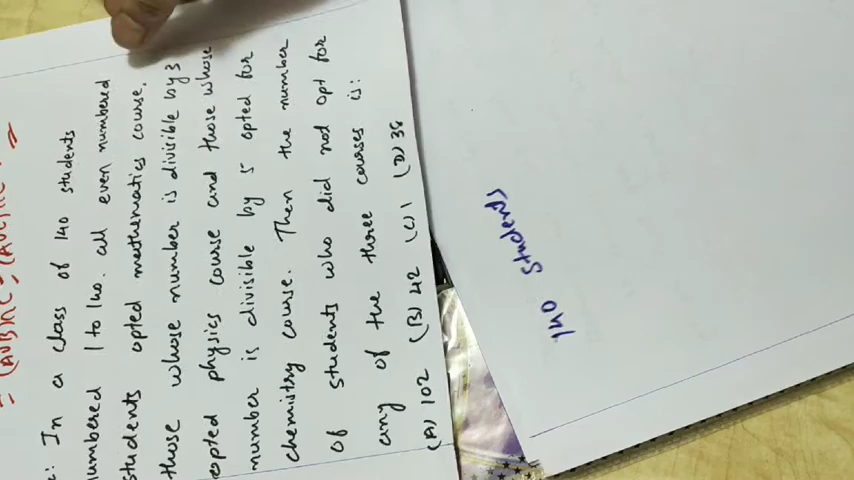 = (AUB)nC = (AUC)n(
: In a class of 140 students
numbered 1 to 140. all even numbered
students opted mathematics course,
those whose number is divisible by 3
opted physics course and those whose
number is divisible by 5 opted for
chemistry course. Then the number
of students who did not opt for
any of the three courses is:
(A) 102 (B) 42 (C) 1 (D) 38
140 students